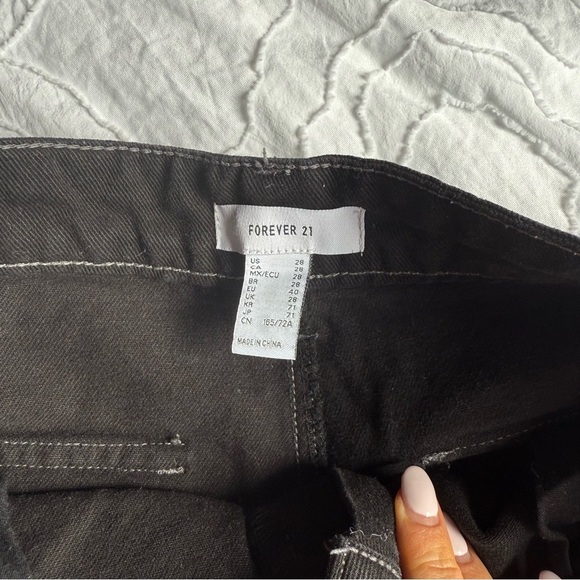 FOREVER 21
US 28
CA 28
MX/ECU 28
BR 28
EU 40
UK 28
KR 71
JP 71
CN 165/72A
MADE IN CHINA